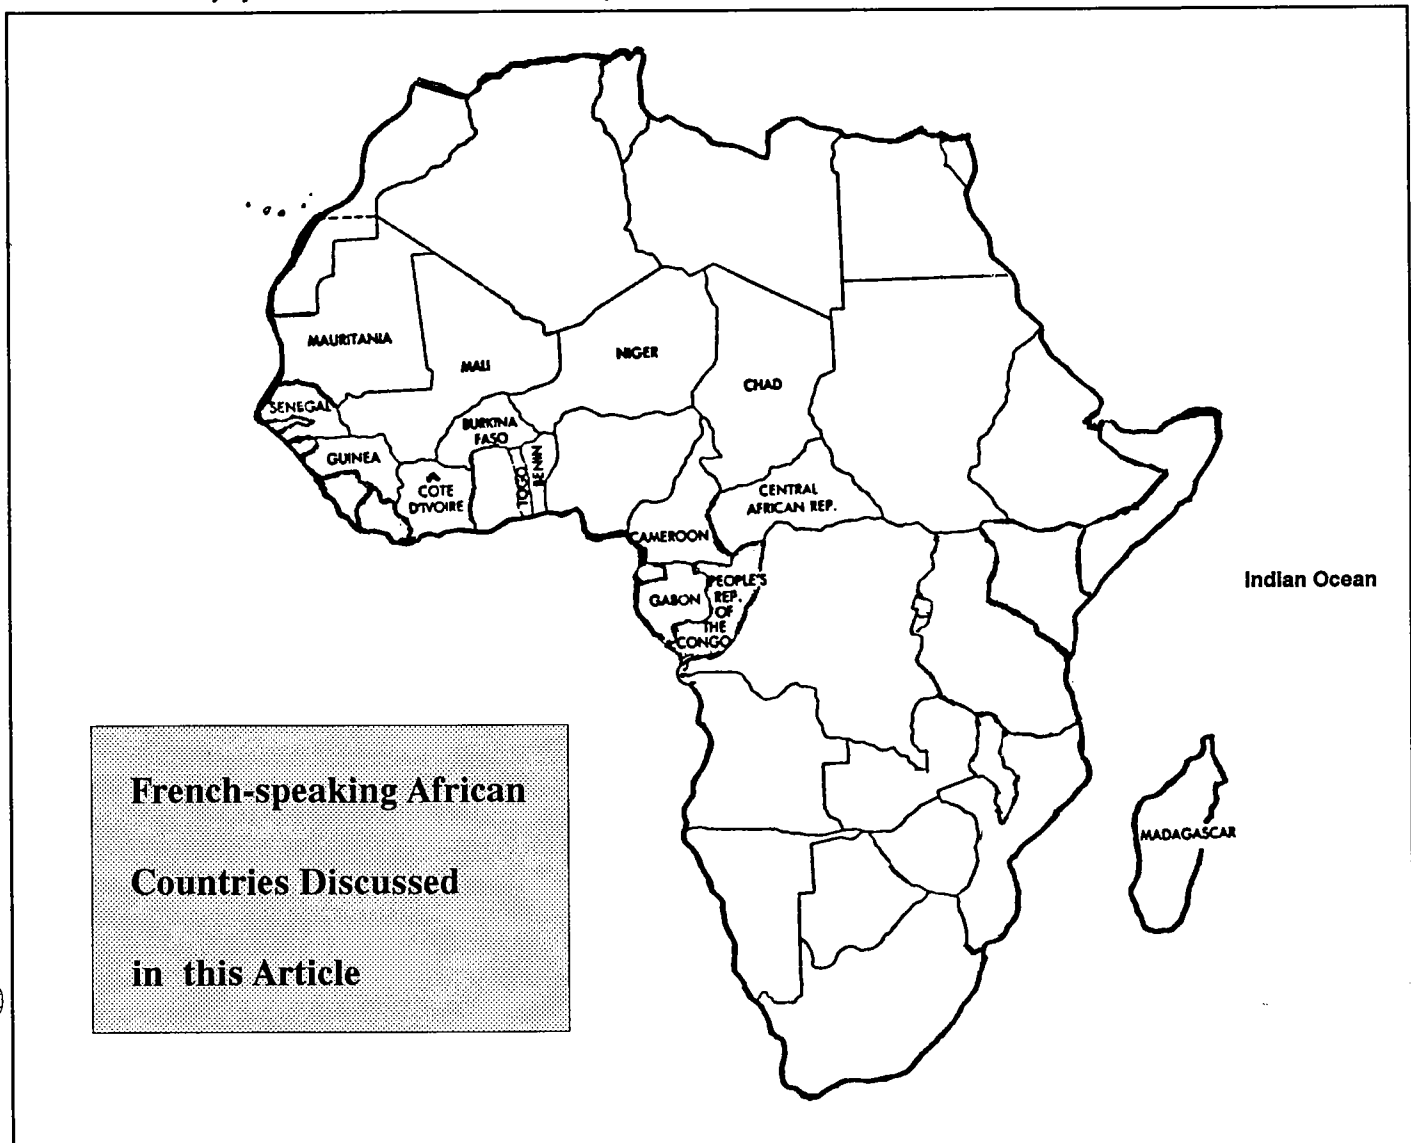 MAURITANIA
MALI
NIGER
CHAD
SENEGAL
BURKINA
FASO
GUINEA
COTE
D'IVOIRE
TOGO
BENIN
CENTRAL
AFRICAN REP.
CAMEROON
GABON
PEOPLE'S
REP.
OF
THE
CONGO
Indian Ocean
MADAGASCAR
French-speaking African
Countries Discussed
in this Article